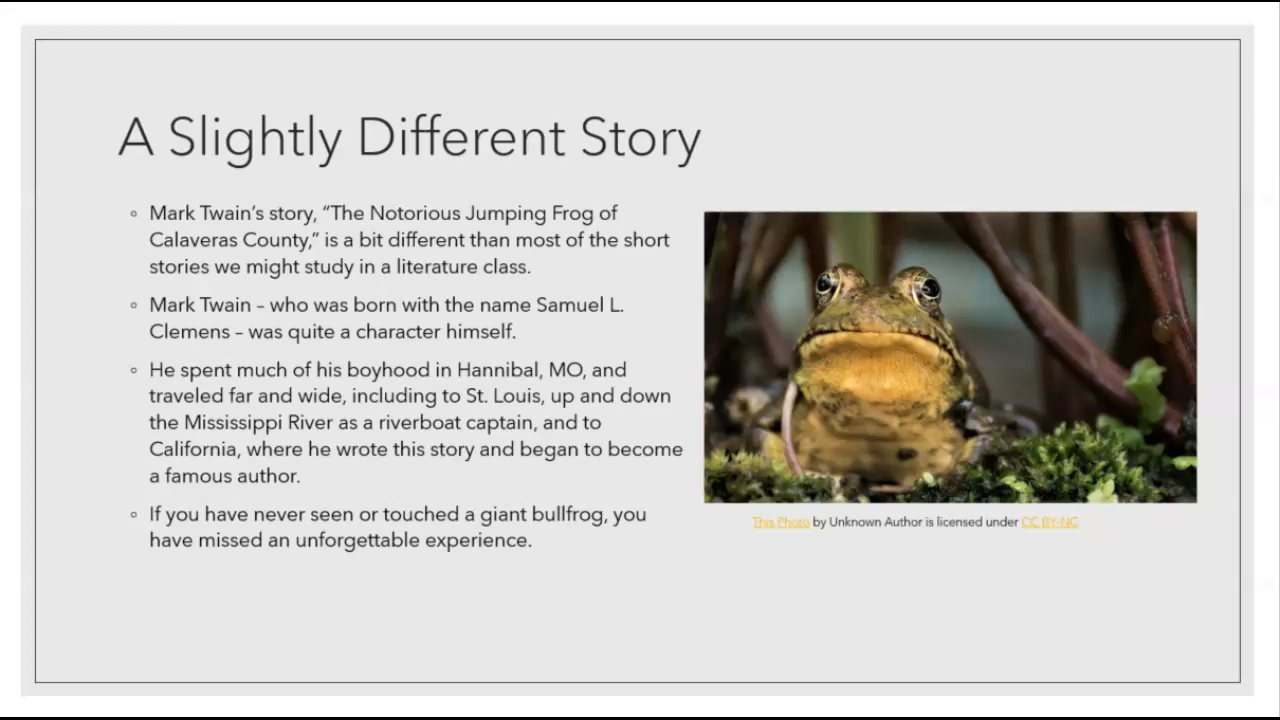 A Slightly Different Story
◦ Mark Twain’s story, “The Notorious Jumping Frog of
Calaveras County,” is a bit different than most of the short
stories we might study in a literature class.
◦ Mark Twain – who was born with the name Samuel L.
Clemens – was quite a character himself.
◦ He spent much of his boyhood in Hannibal, MO, and
traveled far and wide, including to St. Louis, up and down
the Mississippi River as a riverboat captain, and to
California, where he wrote this story and began to become
a famous author.
◦ If you have never seen or touched a giant bullfrog, you
have missed an unforgettable experience.
This Photo by Unknown Author is licensed under CC BY-NC